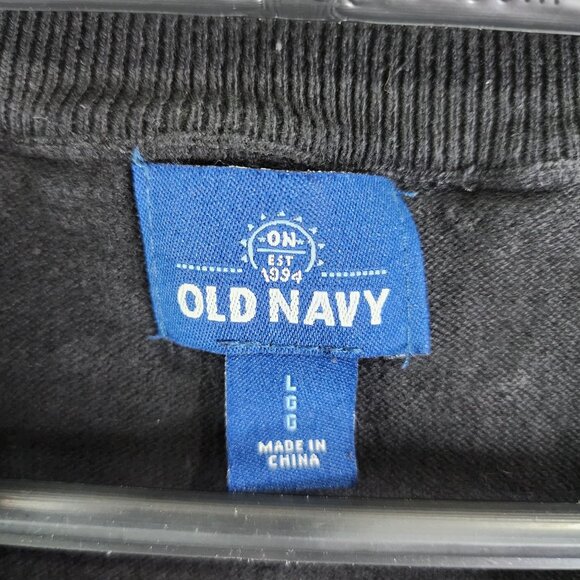 ON
EST
1994
OLD NAVY
L
G
G
MADE IN
CHINA